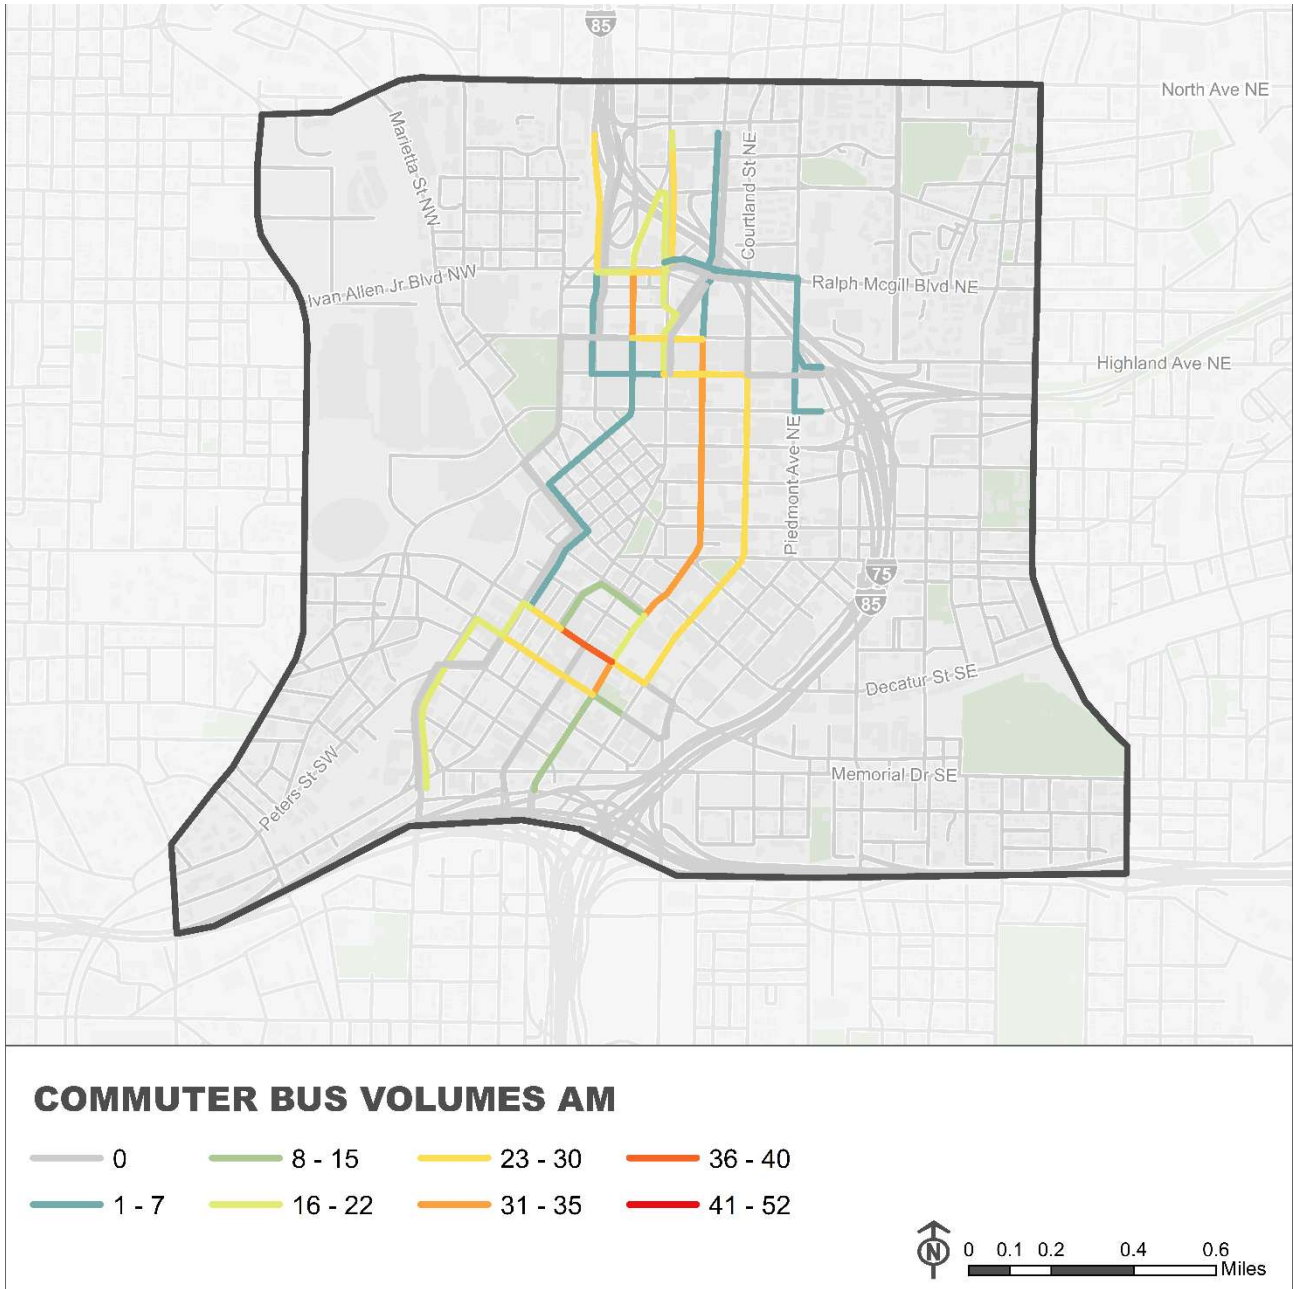 85
North Ave NE
Marietta St NW
Courtland St NE
Ivan Allen Jr Blvd NW
Ralph Mcgill Blvd NE
Highland Ave NE
Piedmont Ave NE
75
85
Decatur St SE
Peters St SW
Memorial Dr SE
COMMUTER BUS VOLUMES AM
0
8 - 15
23 - 30
36 - 40
1 - 7
16 - 22
31 - 35
41 - 52
N
0 0.1 0.2 0.4 0.6
Miles